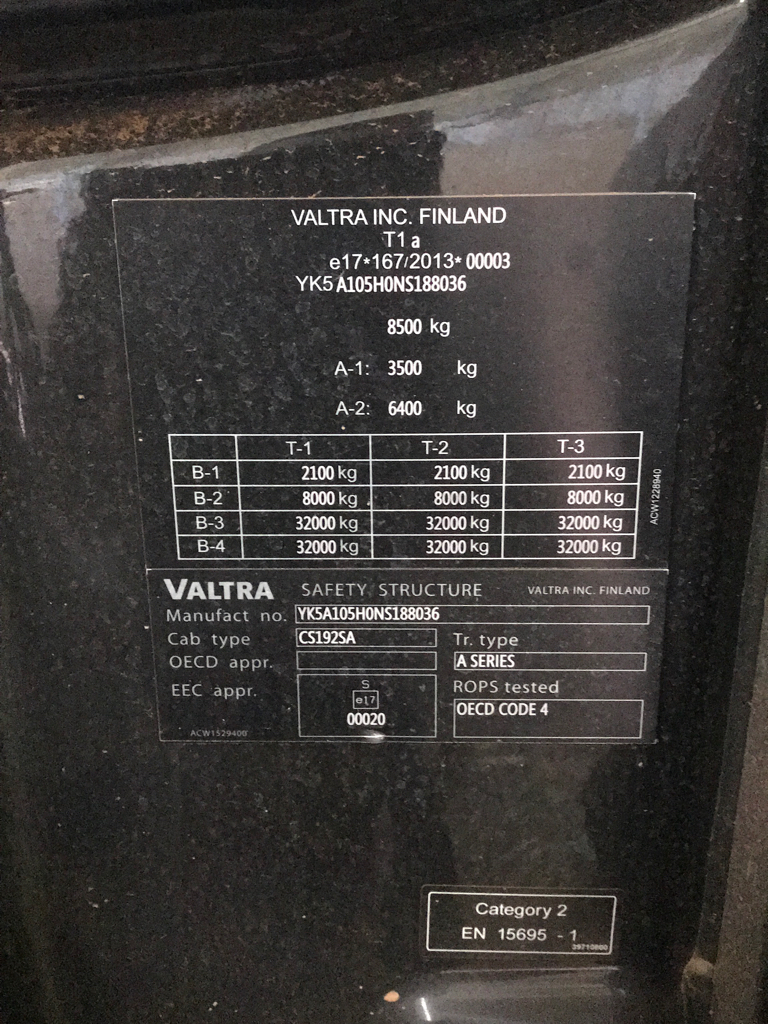 VALTRA INC. FINLAND
T1 a
e17*167/2013* 00003
YK5 A105H0NS188036
8500 kg
A-1: 3500 kg
A-2: 6400 kg
T-1 T-2 T-3
B-1 2100 kg 2100 kg 2100 kg
B-2 8000 kg 8000 kg 8000 kg
B-3 32000 kg 32000 kg 32000 kg
B-4 32000 kg 32000 kg 32000 kg
ACW1228940
VALTRA SAFETY STRUCTURE VALTRA INC. FINLAND
Manufact no. YK5A105H0NS188036
Cab type CS192SA Tr. type
OECD appr. A SERIES
EEC appr. S ROPS tested
e17 OECD CODE 4
00020
ACW1529400
Category 2
EN 15695 - 1
39710800